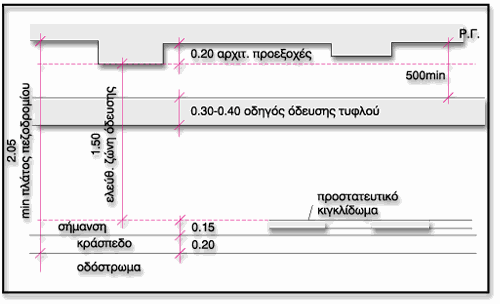 Ρ.Γ.
0.20 αρχιτ. προεξοχές
500min
0.30-0.40 οδηγός όδευσης τυφλού
2.05
min πλάτος πεζοδρομίου
1.50
ελεύθ. ζώνη όδευσης
προστατευτικό
κιγκλίδωμα
σήμανση
0.15
κράσπεδο
0.20
οδόστρωμα